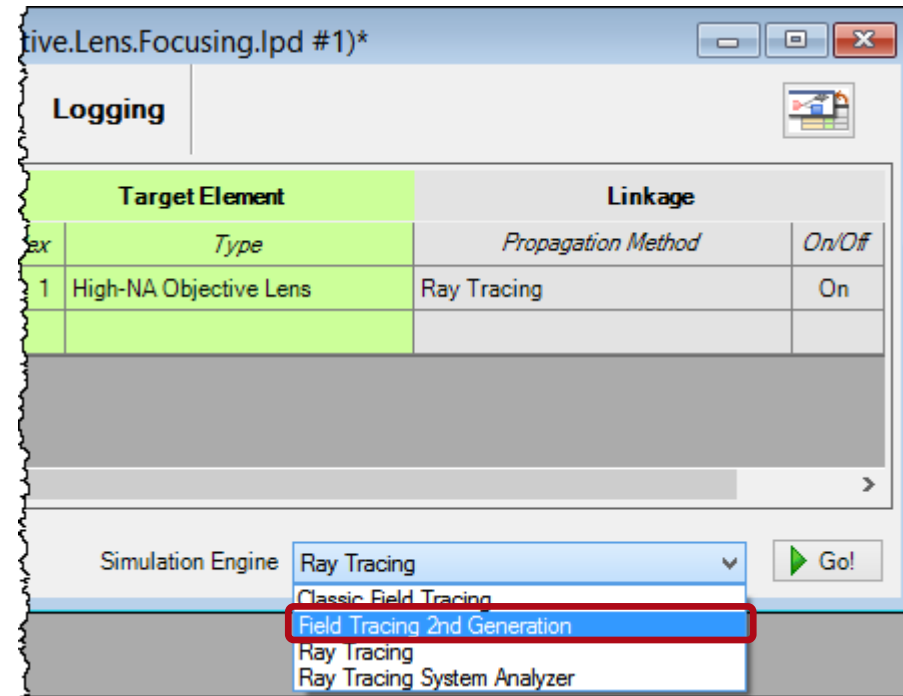 tive.Lens.Focusing.lpd #1)*
Logging
Target Element Linkage
ex Type Propagation Method On/Off
1 High-NA Objective Lens Ray Tracing On
Simulation Engine Ray Tracing Go!
Classic Field Tracing
Field Tracing 2nd Generation
Ray Tracing
Ray Tracing System Analyzer